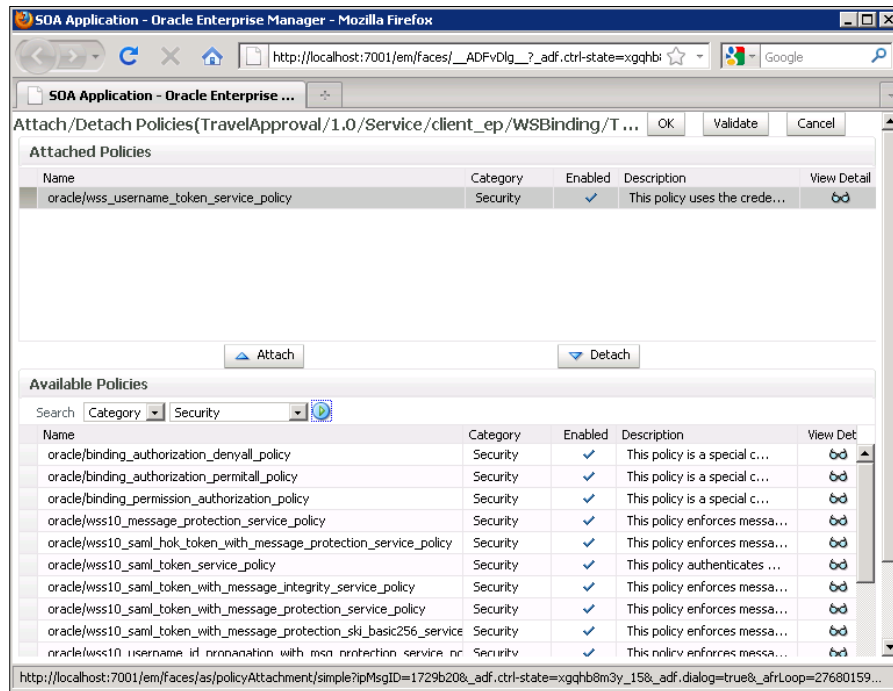 SOA Application - Oracle Enterprise Manager - Mozilla Firefox
http://localhost:7001/em/faces/__ADFvDlg__?_adf.ctrl-state=xgqhb
Google
SOA Application - Oracle Enterprise ...
Attach/Detach Policies(TravelApproval/1.0/Service/client_ep/WSBinding/T... OK Validate Cancel
Attached Policies
Name Category Enabled Description View Detail
oracle/wss_username_token_service_policy Security This policy uses the crede...
Attach Detach
Available Policies
Search Category Security
Name Category Enabled Description View Det
oracle/binding_authorization_denyall_policy Security This policy is a special c...
oracle/binding_authorization_permitall_policy Security This policy is a special c...
oracle/binding_permission_authorization_policy Security This policy is a special c...
oracle/wss10_message_protection_service_policy Security This policy enforces messa...
oracle/wss10_saml_hok_token_with_message_protection_service_policy Security This policy enforces messa...
oracle/wss10_saml_token_service_policy Security This policy authenticates ...
oracle/wss10_saml_token_with_message_integrity_service_policy Security This policy enforces messa...
oracle/wss10_saml_token_with_message_protection_service_policy Security This policy enforces messa...
oracle/wss10_saml_token_with_message_protection_ski_basic256_service Security This policy enforces messa...
oracle/wss10_username_id_propagation_with_msg_protection_service_po Security This policy enforces messa...
http://localhost:7001/em/faces/as/policyAttachment/simple?ipMsgID=1729b20&_adf.ctrl-state=xgqhb8m3y_15&_adf.dialog=true&_afrLoop=27680159...